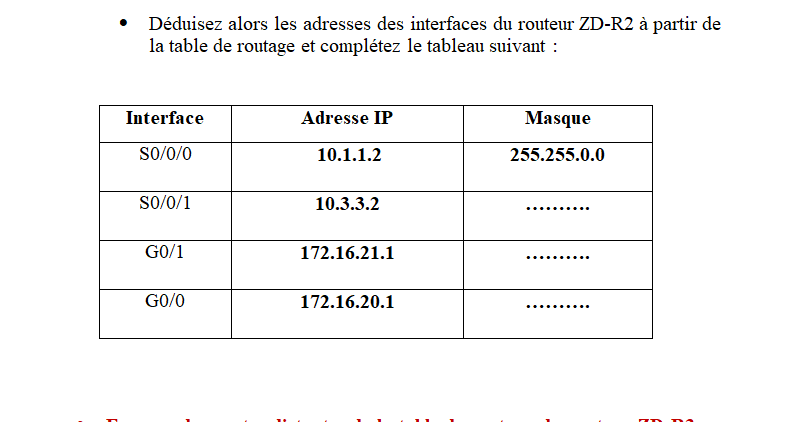 • Déduisez alors les adresses des interfaces du routeur ZD-R2 à partir de
la table de routage et complétez le tableau suivant :
Interface Adresse IP Masque
S0/0/0 10.1.1.2 255.255.0.0
S0/0/1 10.3.3.2 ……….
G0/1 172.16.21.1 ……….
G0/0 172.16.20.1 ……….